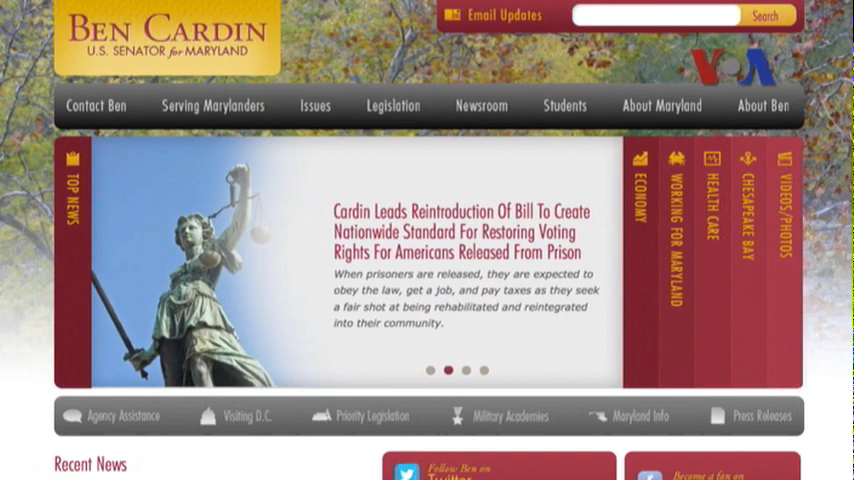 BEN CARDIN
U.S. SENATOR for MARYLAND
Email Updates
Search
VOA
Contact Ben
Serving Marylanders
Issues
Legislation
Newsroom
Students
About Maryland
About Ben
TOP NEWS
Cardin Leads Reintroduction Of Bill To Create
Nationwide Standard For Restoring Voting
Rights For Americans Released From Prison
When prisoners are released, they are expected to
obey the law, get a job, and pay taxes as they seek
a fair shot at being rehabilitated and reintegrated
into their community.
ECONOMY
WORKING FOR MARYLAND
HEALTH CARE
CHESAPEAKE BAY
VIDEOS/PHOTOS
Agency Assistance
Visiting D.C.
Priority Legislation
Military Academies
Maryland Info
Press Releases
Recent News
Follow Ben on
Twitter
Become a fan on